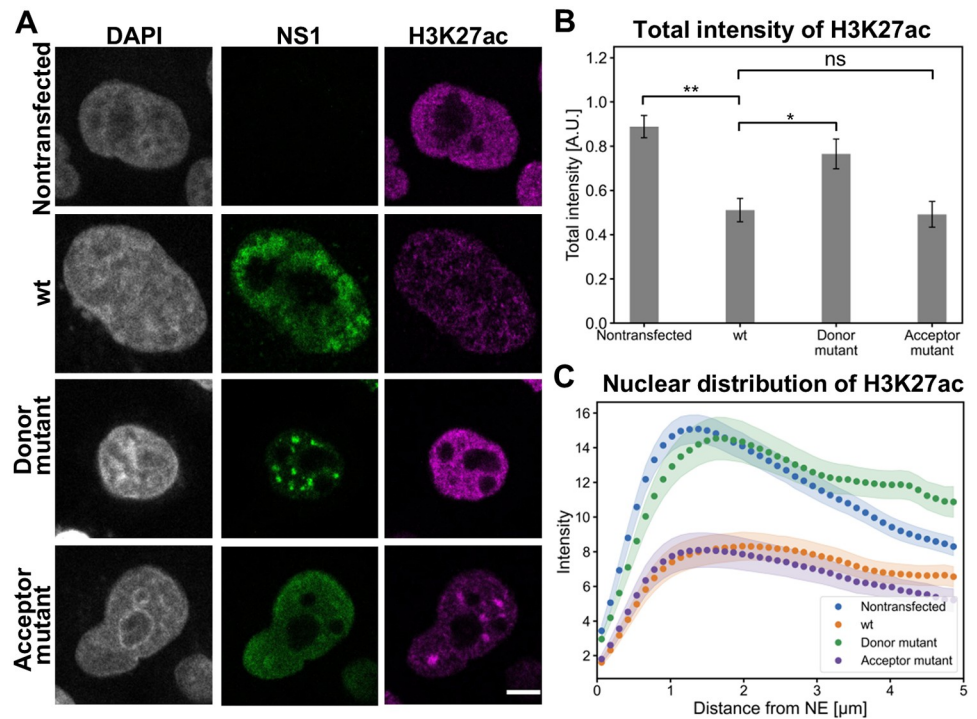 A
DAPI
NS1
H3K27ac
Nontransfected
wt
Donor
mutant
Acceptor
mutant
B
Total intensity of H3K27ac
Total intensity [A.U.]
1.2
1.0
0.8
0.6
0.4
0.2
0.0
**
*
ns
Nontransfected
wt
Donor
mutant
Acceptor
mutant
C
Nuclear distribution of H3K27ac
Intensity
16
14
12
10
8
6
4
2
Nontransfected
wt
Donor mutant
Acceptor mutant
0
1
2
3
4
5
Distance from NE [µm]